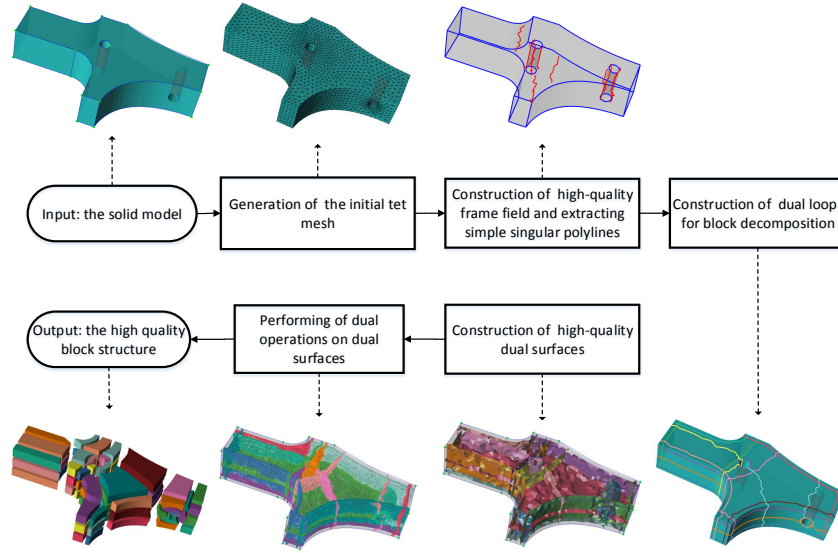 Input: the solid model
Generation of the initial tet
mesh
Construction of high-quality
frame field and extracting
simple singular polylines
Construction of dual loop
for block decomposition
Output: the high quality
block structure
Performing of dual
operations on dual
surfaces
Construction of high-quality
dual surfaces